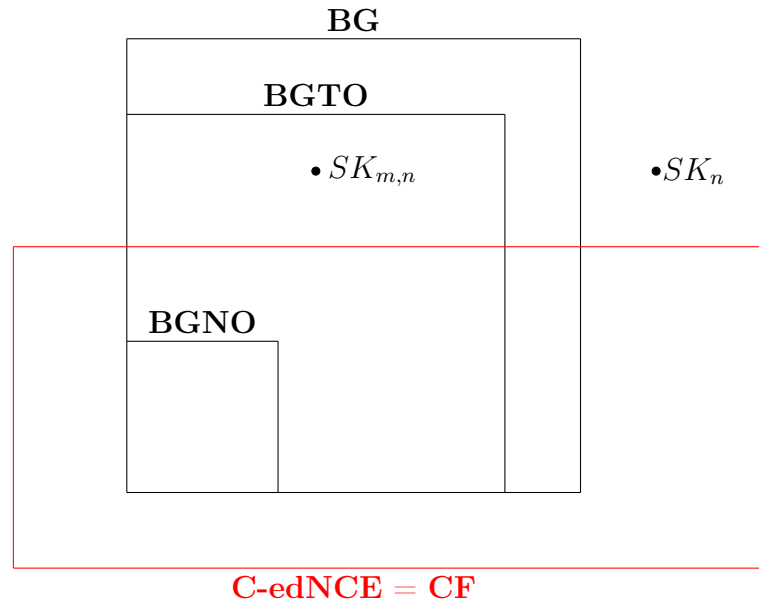 BG
BGTO
• SK_{m,n}
•SK_n
BGNO
C-edNCE = CF